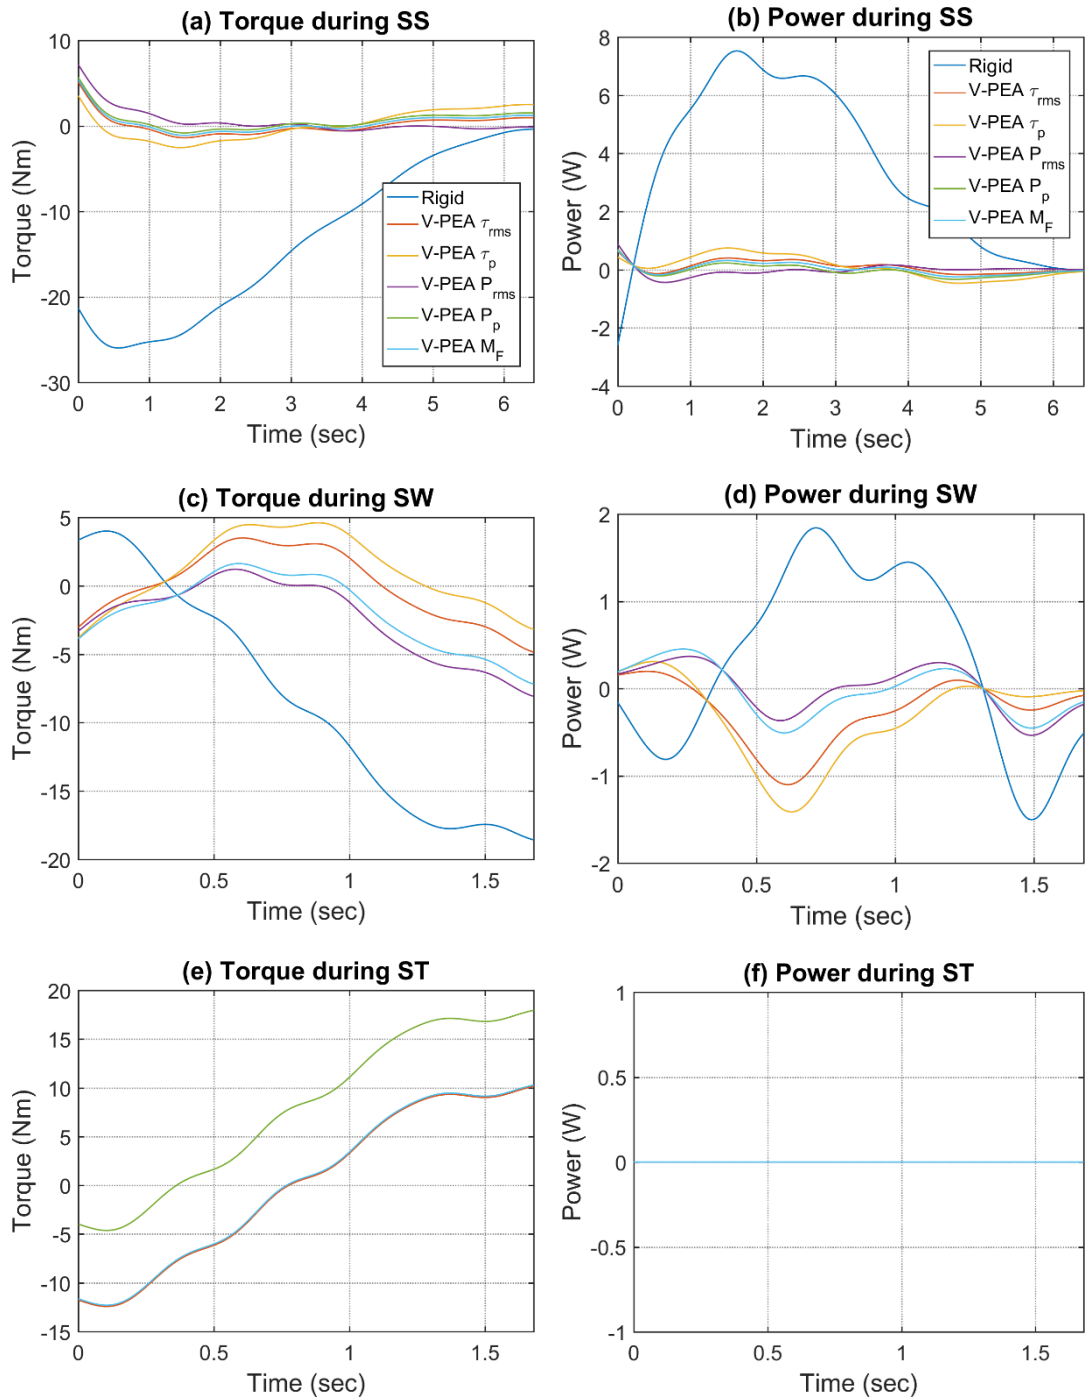 (a) Torque during SS
10
0
-10
-20
-30
Torque (Nm)
0 1 2 3 4 5 6
Time (sec)
Rigid
V-PEA τrms
V-PEA τp
V-PEA Prms
V-PEA Pp
V-PEA MF
(b) Power during SS
8
6
4
2
0
-2
-4
Power (W)
0 1 2 3 4 5 6
Time (sec)
Rigid
V-PEA τrms
V-PEA τp
V-PEA Prms
V-PEA Pp
V-PEA MF
(c) Torque during SW
5
0
-5
-10
-15
-20
Torque (Nm)
0 0.5 1 1.5
Time (sec)
(d) Power during SW
2
1
0
-1
-2
Power (W)
0 0.5 1 1.5
Time (sec)
(e) Torque during ST
20
15
10
5
0
-5
-10
-15
Torque (Nm)
0 0.5 1 1.5
Time (sec)
(f) Power during ST
1
0.5
0
-0.5
-1
Power (W)
0 0.5 1 1.5
Time (sec)